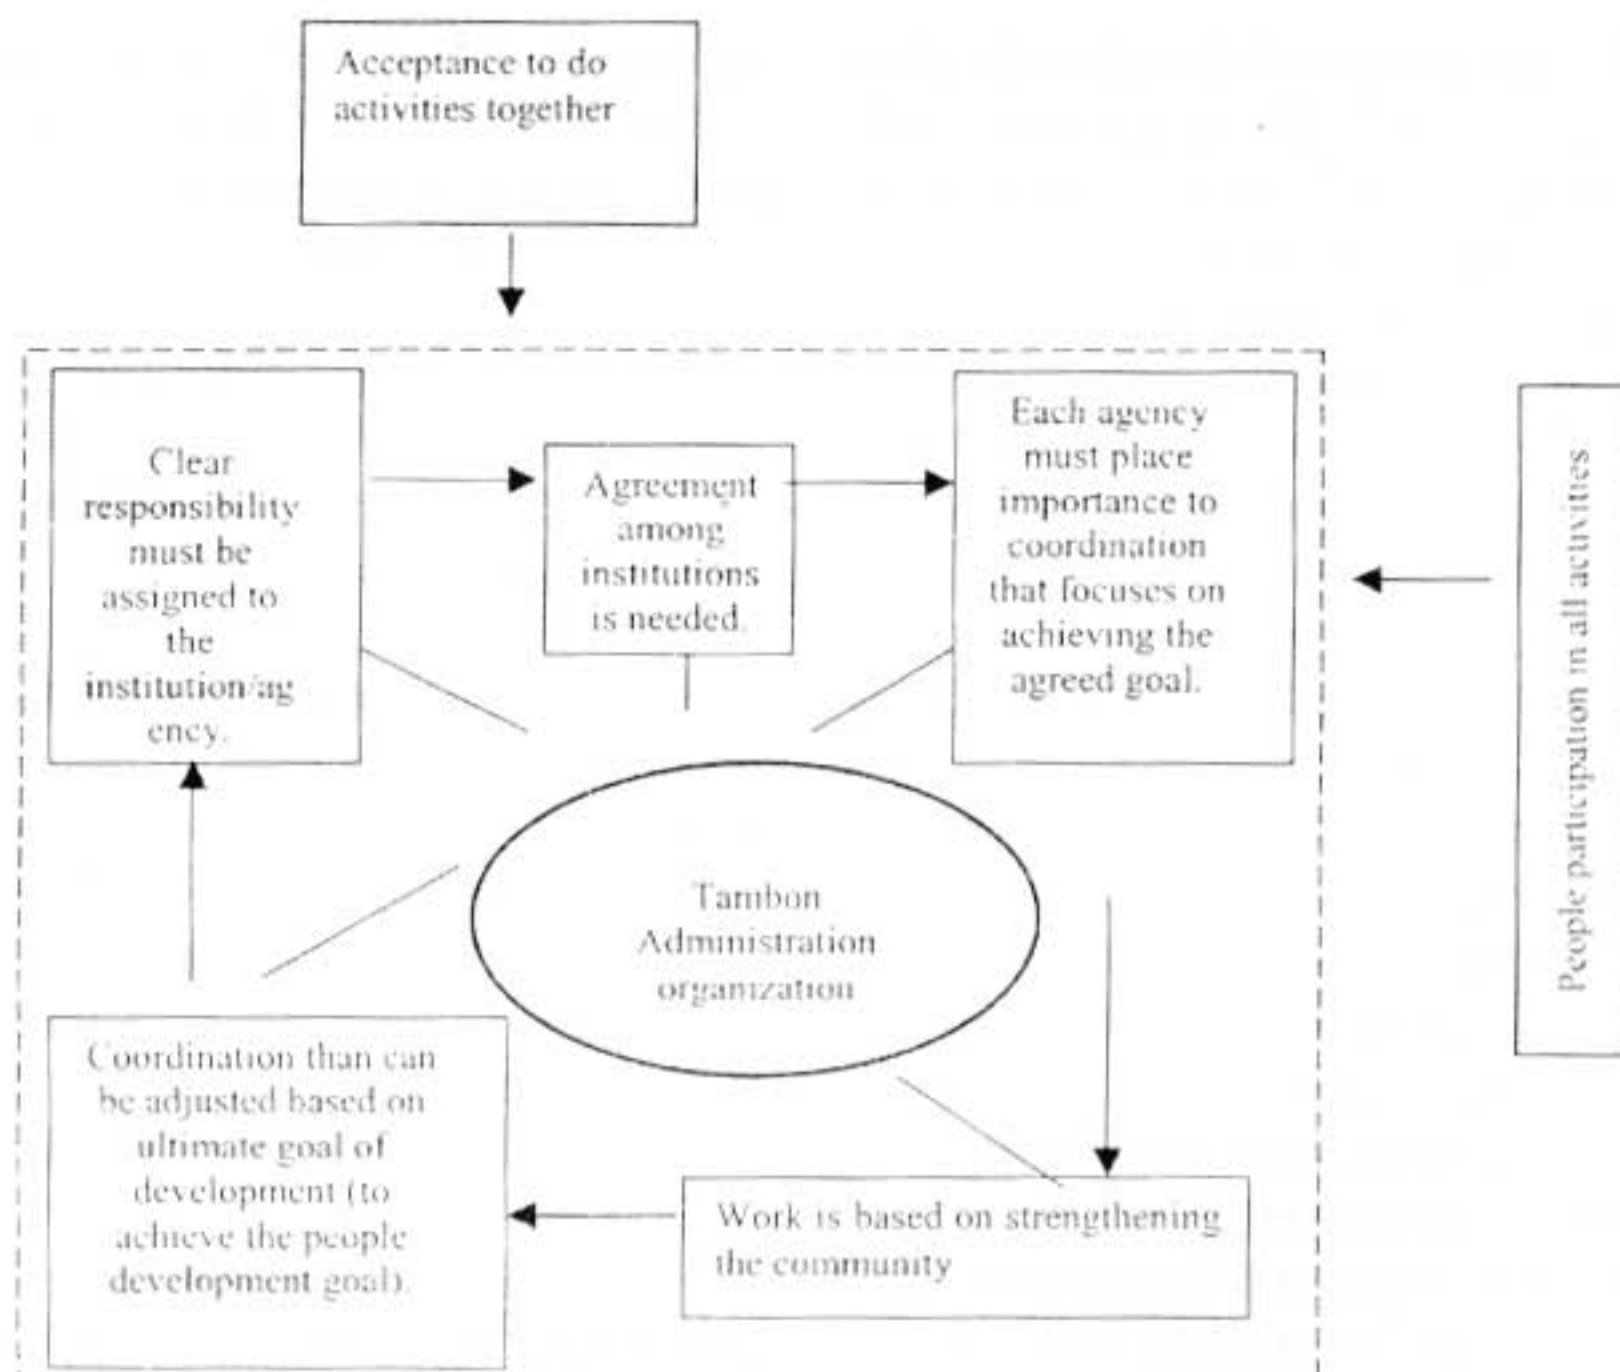 Acceptance to do
activities together
Clear
responsibility
must be
assigned to
the
institution/ag
ency.
Agreement
among
institutions
is needed.
Each agency
must place
importance to
coordination
that focuses on
achieving the
agreed goal.
People participation in all activities
Tambon
Administration
organization
Coordination than can
be adjusted based on
ultimate goal of
development (to
achieve the people
development goal).
Work is based on strengthening
the community